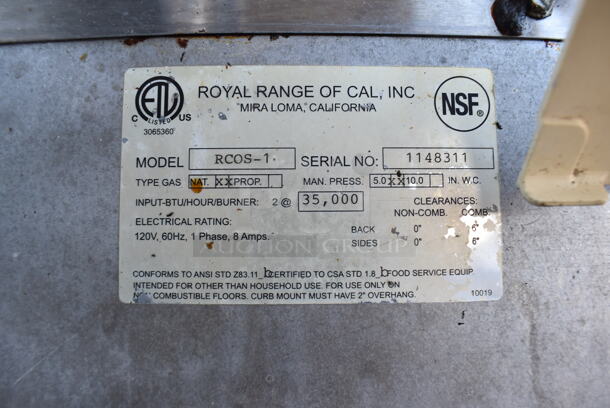 ROYAL RANGE OF CAL, INC
MIRA LOMA, CALIFORNIA
ETL
LISTED
C US
3065360
NSF
MODEL RCOS-1 SERIAL NO: 1148311
TYPE GAS NAT. XX PROP. MAN. PRESS. 5.0 XX 10.0 IN. W.C.
INPUT-BTU/HOUR/BURNER: 2 @ 35,000 CLEARANCES:
NON-COMB. COMB.
ELECTRICAL RATING:
BACK 0" 6"
120V, 60Hz, 1 Phase, 8 Amps.
SIDES 0" 6"
AUCTION GROUP
CONFORMS TO ANSI STD Z83.11 b CERTIFIED TO CSA STD 1.8 b FOOD SERVICE EQUIP
INTENDED FOR OTHER THAN HOUSEHOLD USE. FOR USE ONLY ON
NON COMBUSTIBLE FLOORS. CURB MOUNT MUST HAVE 2" OVERHANG.
10019